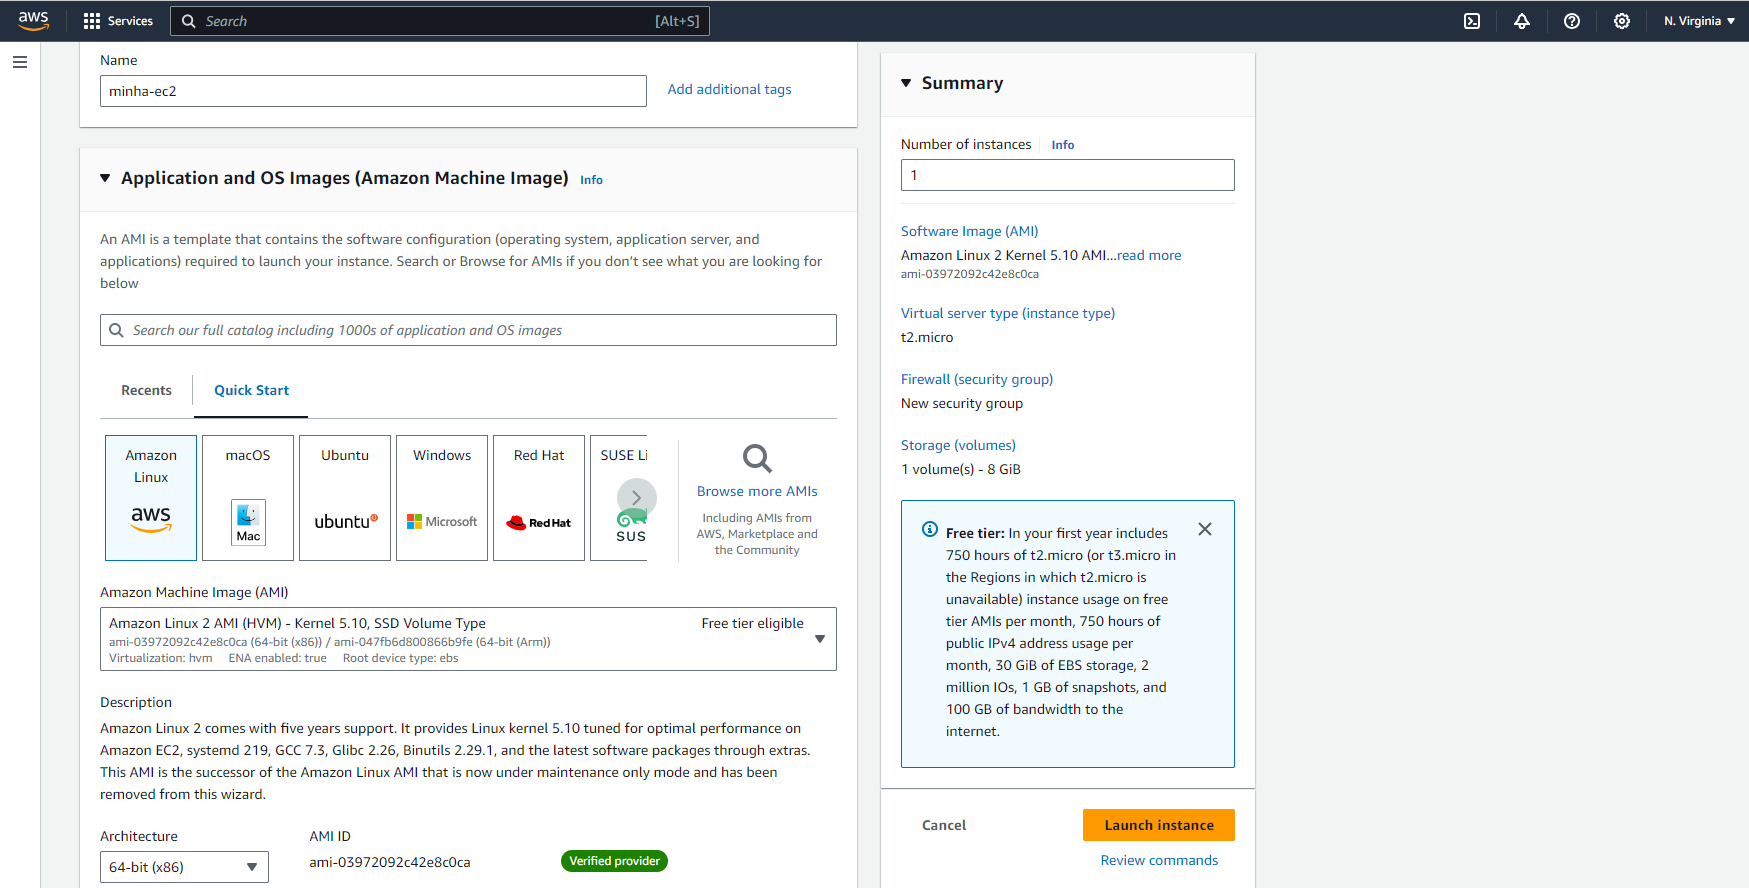 aws
Services
Search
[Alt+S]
N. Virginia
Name
minha-ec2
Add additional tags
Application and OS Images (Amazon Machine Image)
Info
An AMI is a template that contains the software configuration (operating system, application server, and
applications) required to launch your instance. Search or Browse for AMIs if you don't see what you are looking for
below
Search our full catalog including 1000s of application and OS images
Recents
Quick Start
Amazon
Linux
aws
macOS
Mac
Ubuntu
ubuntu
Windows
Microsoft
Red Hat
Red Hat
SUSE Li
SUS
Browse more AMIs
Including AMIs from
AWS, Marketplace and
the Community
Amazon Machine Image (AMI)
Amazon Linux 2 AMI (HVM) - Kernel 5.10, SSD Volume Type
Free tier eligible
ami-03972092c42e8c0ca (64-bit (x86)) / ami-047fb6d800866b9fe (64-bit (Arm))
Virtualization: hvm ENA enabled: true Root device type: ebs
Description
Amazon Linux 2 comes with five years support. It provides Linux kernel 5.10 tuned for optimal performance on
Amazon EC2, systemd 219, GCC 7.3, Glibc 2.26, Binutils 2.29.1, and the latest software packages through extras.
This AMI is the successor of the Amazon Linux AMI that is now under maintenance only mode and has been
removed from this wizard.
Architecture
64-bit (x86)
AMI ID
ami-03972092c42e8c0ca
Verified provider
Summary
Number of instances
Info
1
Software Image (AMI)
Amazon Linux 2 Kernel 5.10 AMI...read more
ami-03972092c42e8c0ca
Virtual server type (instance type)
t2.micro
Firewall (security group)
New security group
Storage (volumes)
1 volume(s) - 8 GiB
Free tier: In your first year includes
750 hours of t2.micro (or t3.micro in
the Regions in which t2.micro is
unavailable) instance usage on free
tier AMIs per month, 750 hours of
public IPv4 address usage per
month, 30 GiB of EBS storage, 2
million IOs, 1 GB of snapshots, and
100 GB of bandwidth to the
internet.
Cancel
Launch instance
Review commands